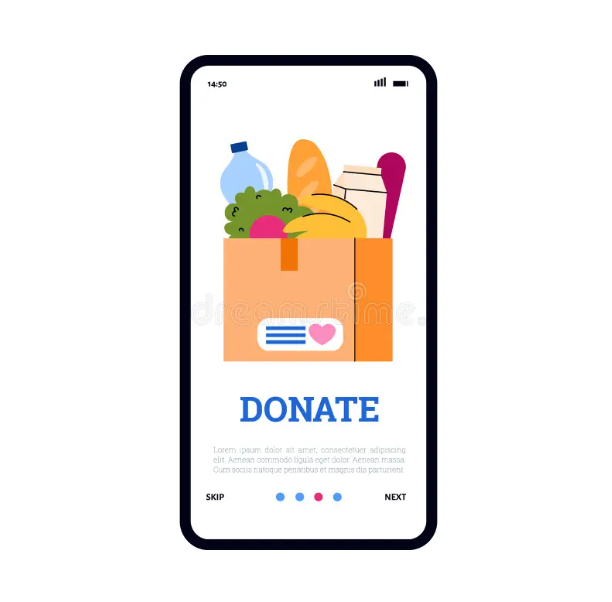 14:50
dreamstime.
DONATE
Lorem ipsum dolor sit amet, consectetuer adipiscing
elit. Aenean commodo ligula eget dolor. Aenean massa.
Cum sociis natoque penatibus et magnis dis parturient
SKIP
NEXT